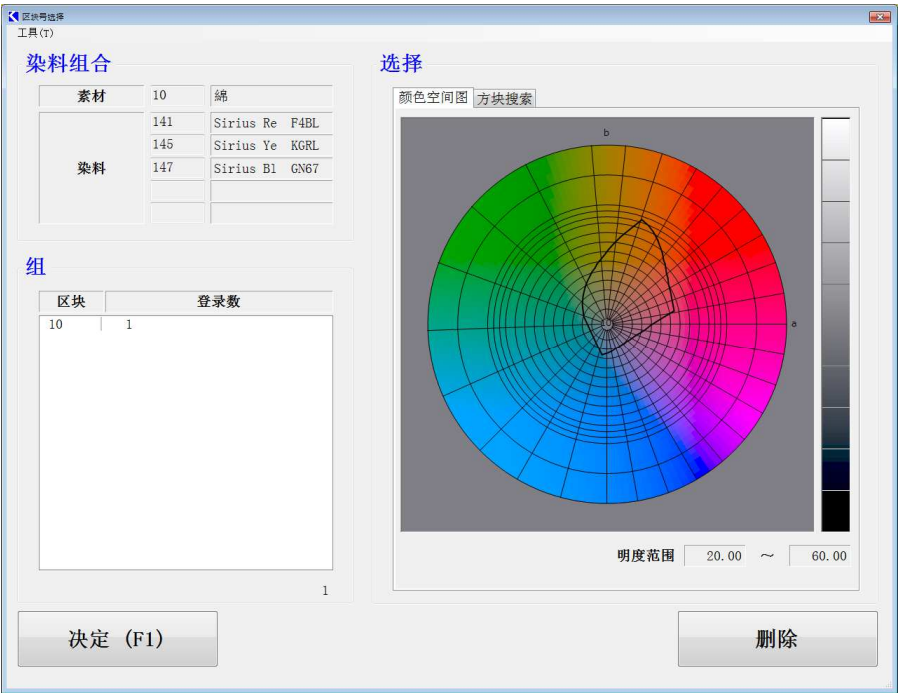 区块号选择
工具(T)
染料组合
素材 10 綿
染料
141 Sirius Re F4BL
145 Sirius Ye KGRL
147 Sirius Bl GN67
组
区块 登录数
10 1
1
决定 (F1)
选择
颜色空间图 方块搜索
b
a
明度范围 20.00 ～ 60.00
删除